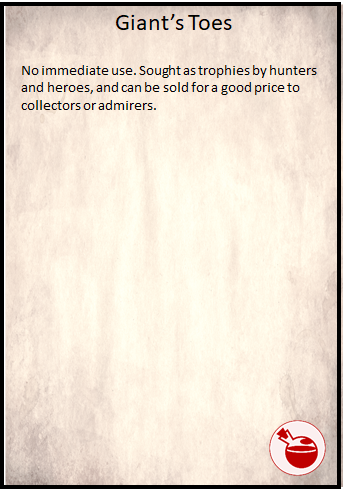 Giant’s Toes
No immediate use. Sought as trophies by hunters
and heroes, and can be sold for a good price to
collectors or admirers.